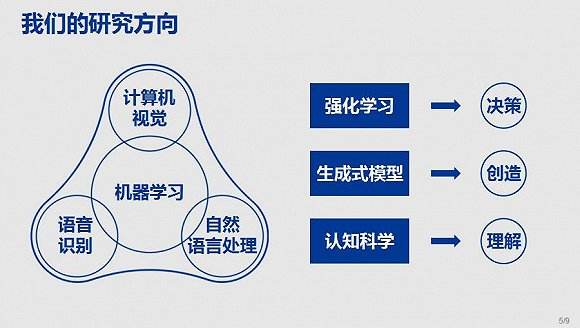 我们的研究方向
计算机
视觉
机器学习
语音
识别
自然
语言处理
强化学习
决策
生成式模型
创造
认知科学
理解
5/9